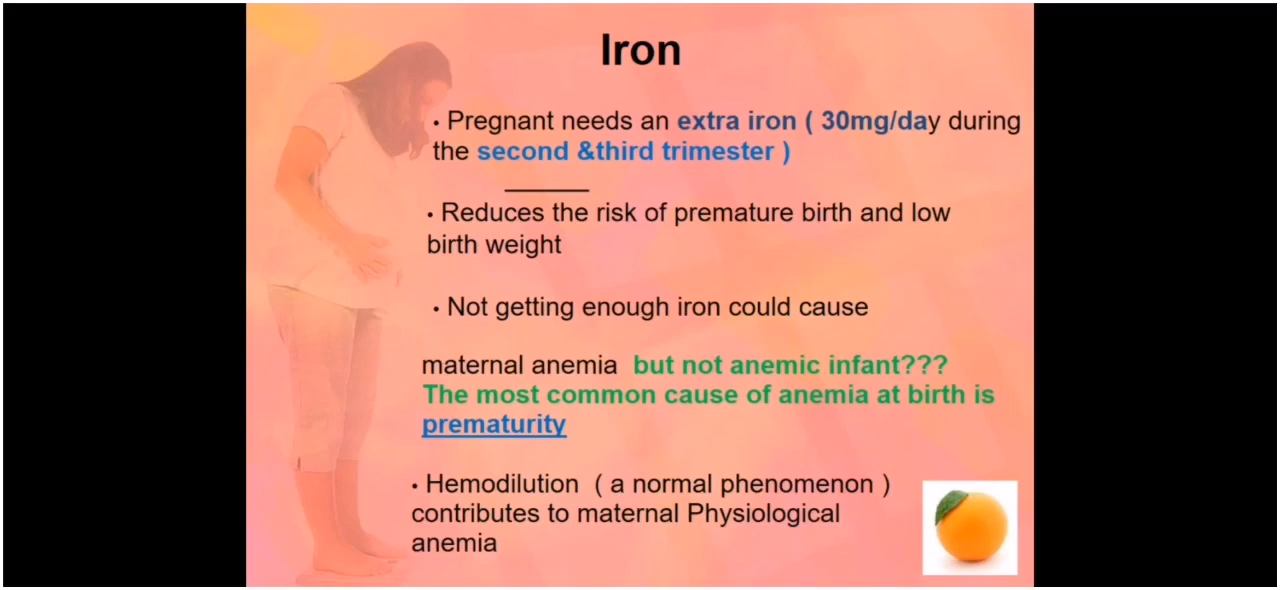 Iron
• Pregnant needs an extra iron ( 30mg/day during
the second &third trimester )
• Reduces the risk of premature birth and low
birth weight
• Not getting enough iron could cause
maternal anemia but not anemic infant???
The most common cause of anemia at birth is
prematurity
• Hemodilution ( a normal phenomenon )
contributes to maternal Physiological
anemia